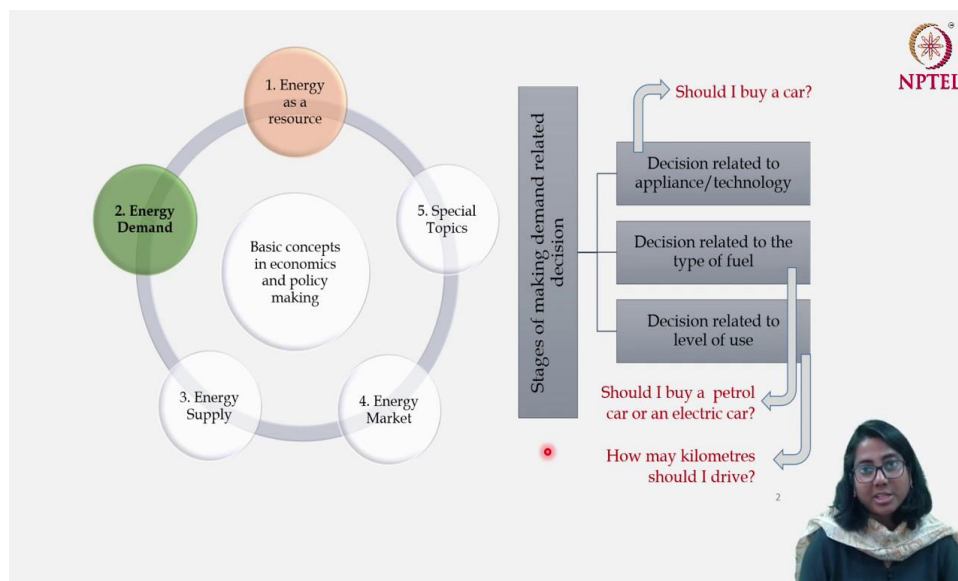 1. Energy
as a
resource
2. Energy
Demand
5. Special
Topics
Basic concepts
in economics
and policy
making
3. Energy
Supply
4. Energy
Market
Stages of making demand related
decision
Should I buy a car?
Decision related to
appliance/technology
Decision related to the
type of fuel
Decision related to
level of use
Should I buy a petrol
car or an electric car?
How may kilometres
should I drive?
2
NPTEL